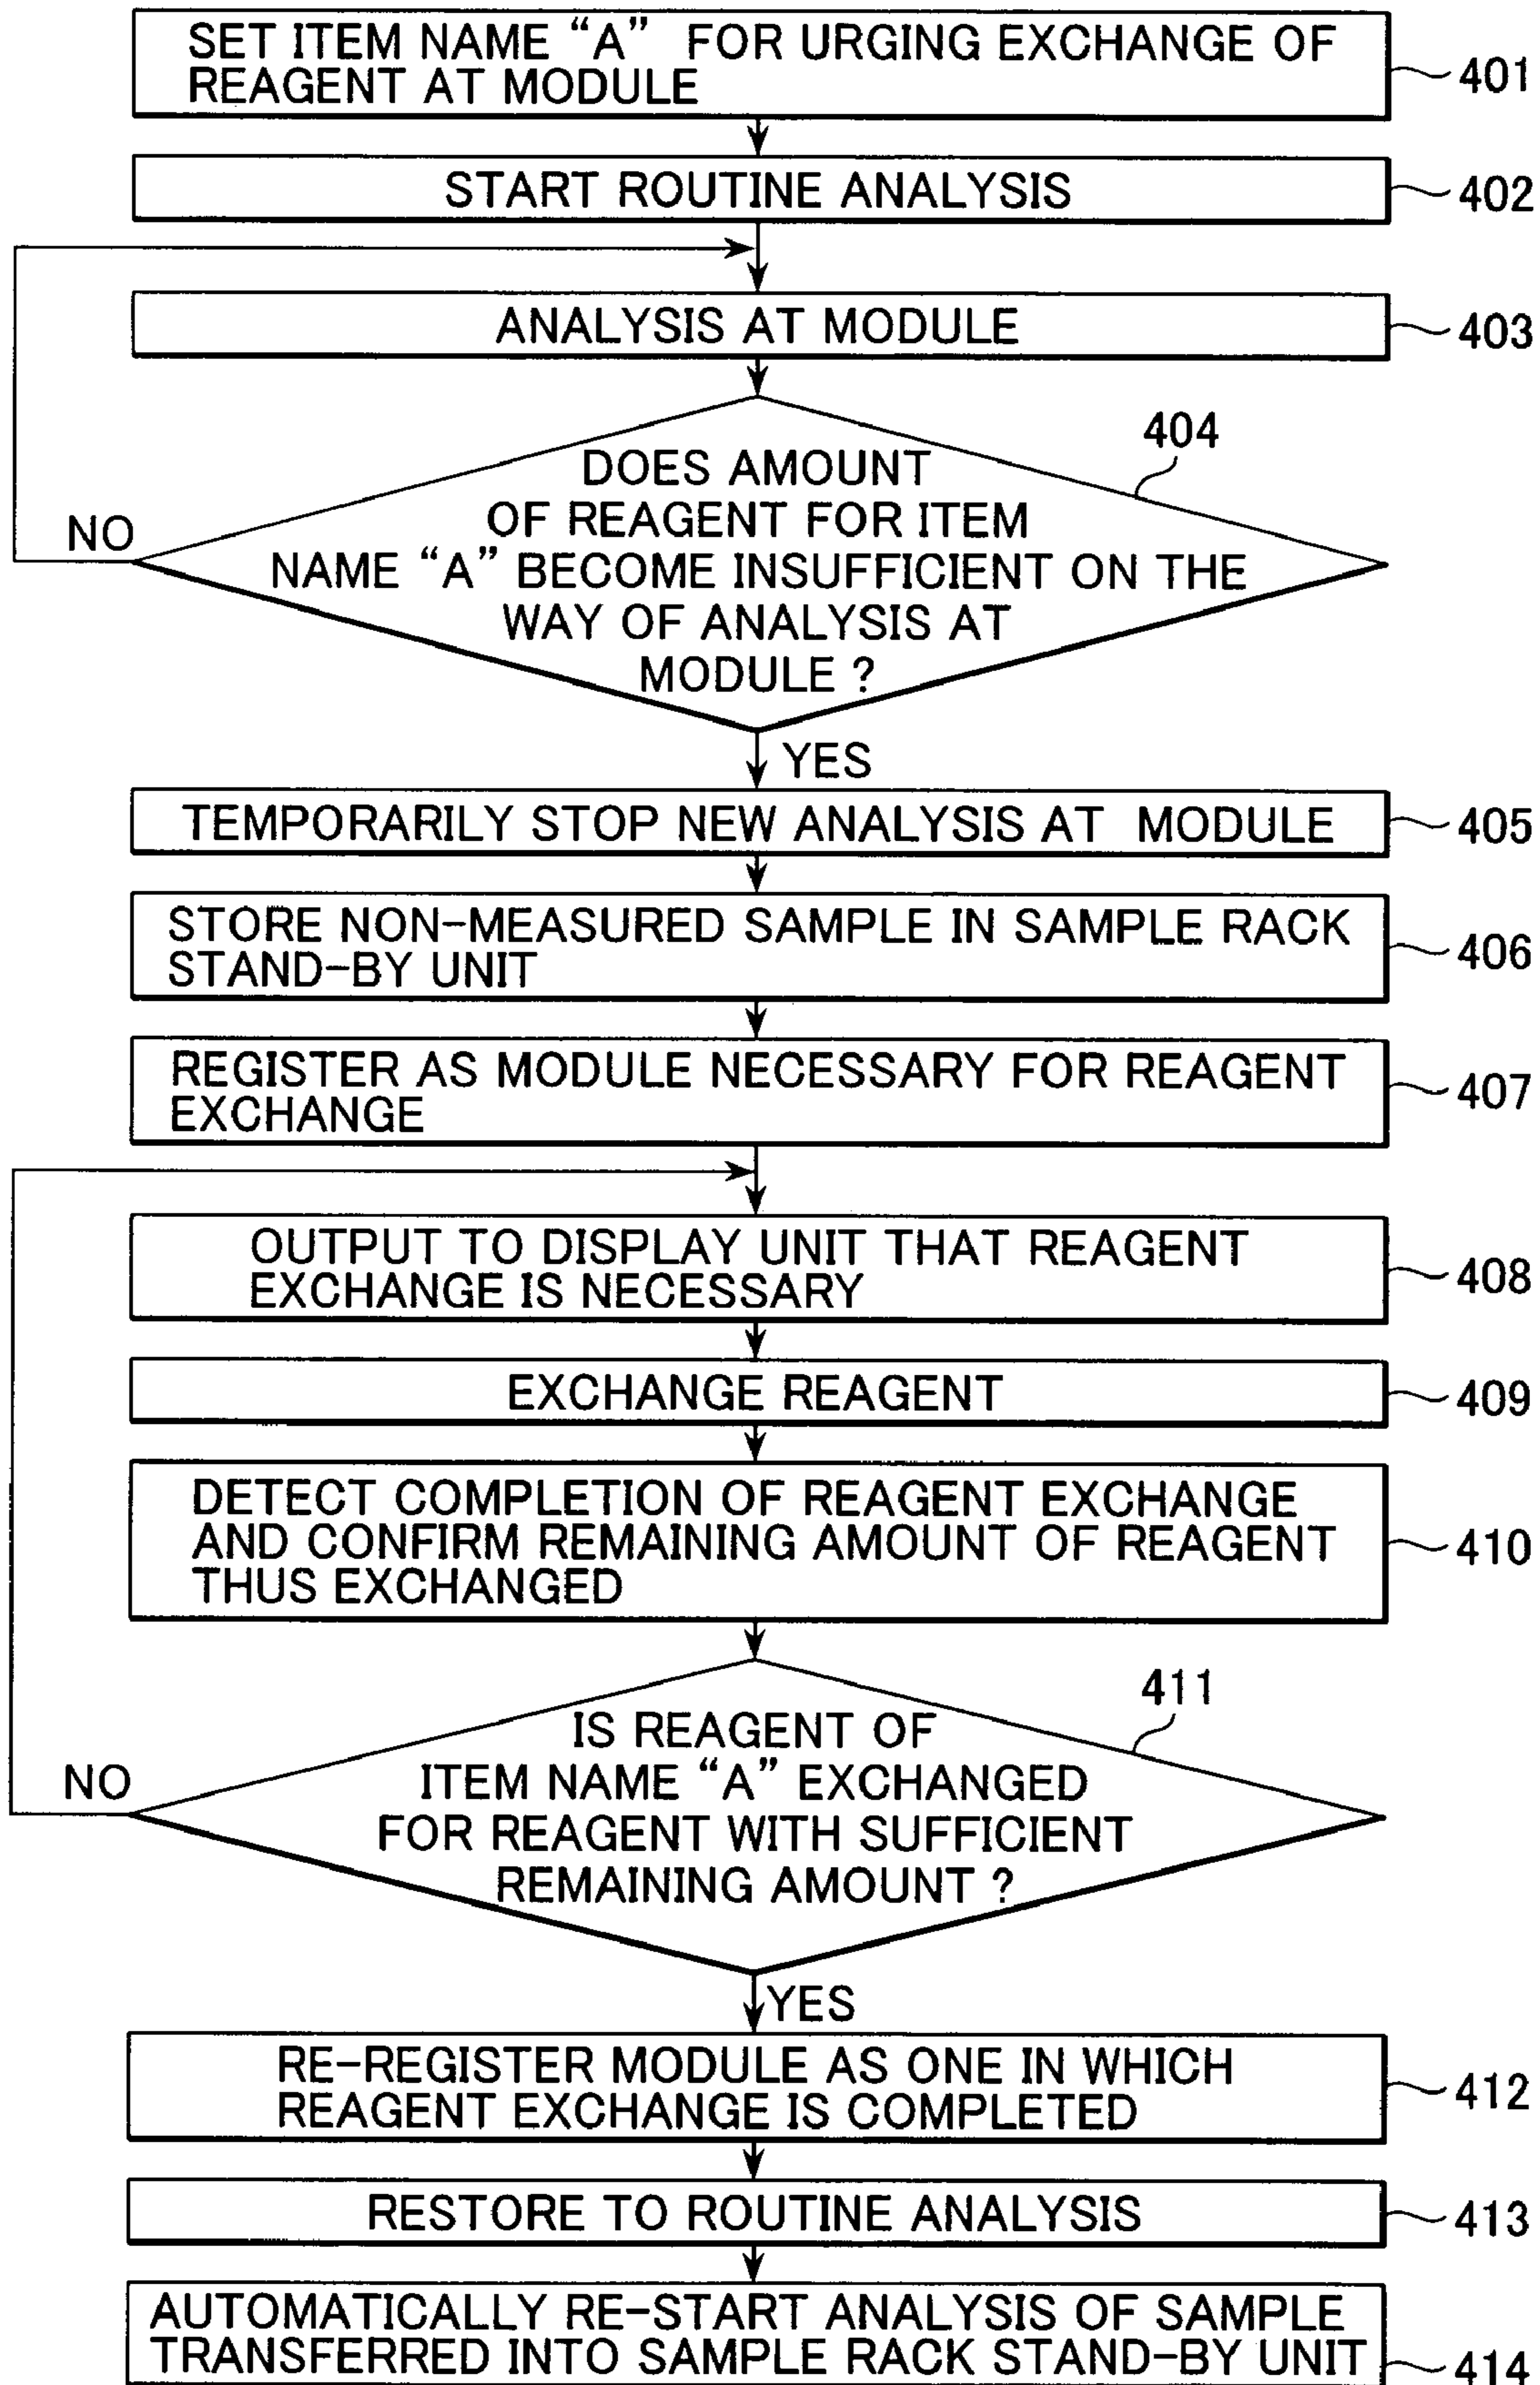 SET ITEM NAME “A” FOR URGING EXCHANGE OF
REAGENT AT MODULE
401
START ROUTINE ANALYSIS
402
ANALYSIS AT MODULE
403
404
DOES AMOUNT
OF REAGENT FOR ITEM
NAME “A” BECOME INSUFFICIENT ON THE
WAY OF ANALYSIS AT
MODULE ?
NO
YES
TEMPORARILY STOP NEW ANALYSIS AT MODULE
405
STORE NON-MEASURED SAMPLE IN SAMPLE RACK
STAND-BY UNIT
406
REGISTER AS MODULE NECESSARY FOR REAGENT
EXCHANGE
407
OUTPUT TO DISPLAY UNIT THAT REAGENT
EXCHANGE IS NECESSARY
408
EXCHANGE REAGENT
409
DETECT COMPLETION OF REAGENT EXCHANGE
AND CONFIRM REMAINING AMOUNT OF REAGENT
THUS EXCHANGED
410
411
IS REAGENT OF
ITEM NAME “A” EXCHANGED
FOR REAGENT WITH SUFFICIENT
REMAINING AMOUNT ?
NO
YES
RE-REGISTER MODULE AS ONE IN WHICH
REAGENT EXCHANGE IS COMPLETED
412
RESTORE TO ROUTINE ANALYSIS
413
AUTOMATICALLY RE-START ANALYSIS OF SAMPLE
TRANSFERRED INTO SAMPLE RACK STAND-BY UNIT
414